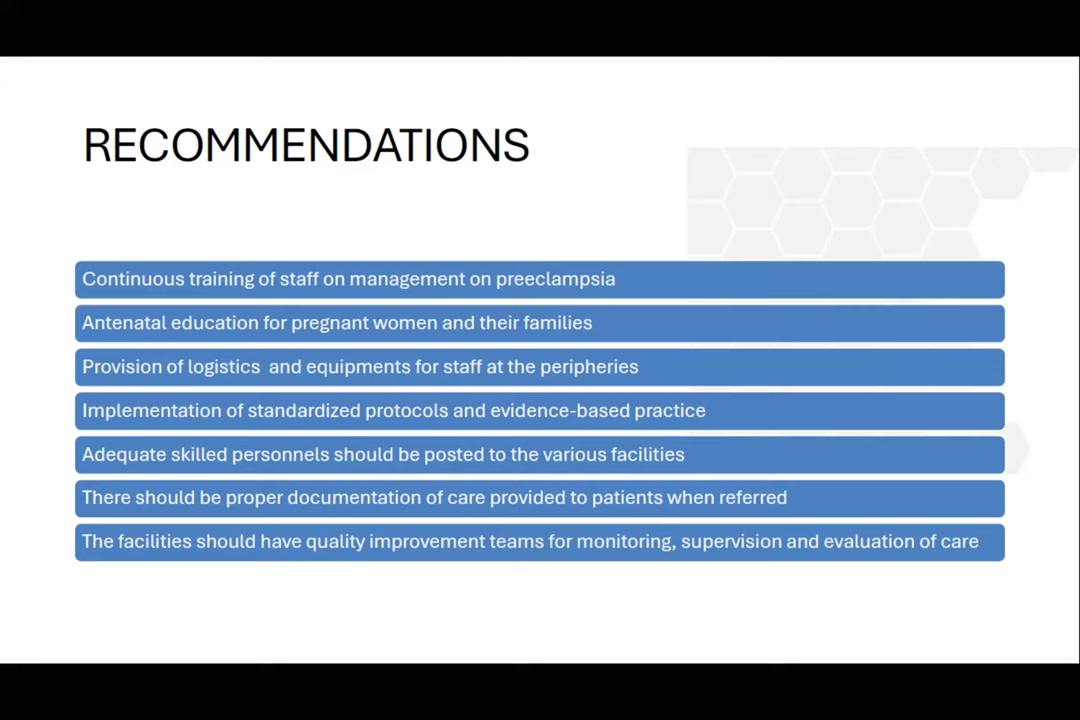 RECOMMENDATIONS
Continuous training of staff on management on preeclampsia
Antenatal education for pregnant women and their families
Provision of logistics  and equipments for staff at the peripheries
Implementation of standardized protocols and evidence-based practice
Adequate skilled personnels should be posted to the various facilities
There should be proper documentation of care provided to patients when referred
The facilities should have quality improvement teams for monitoring, supervision and evaluation of care